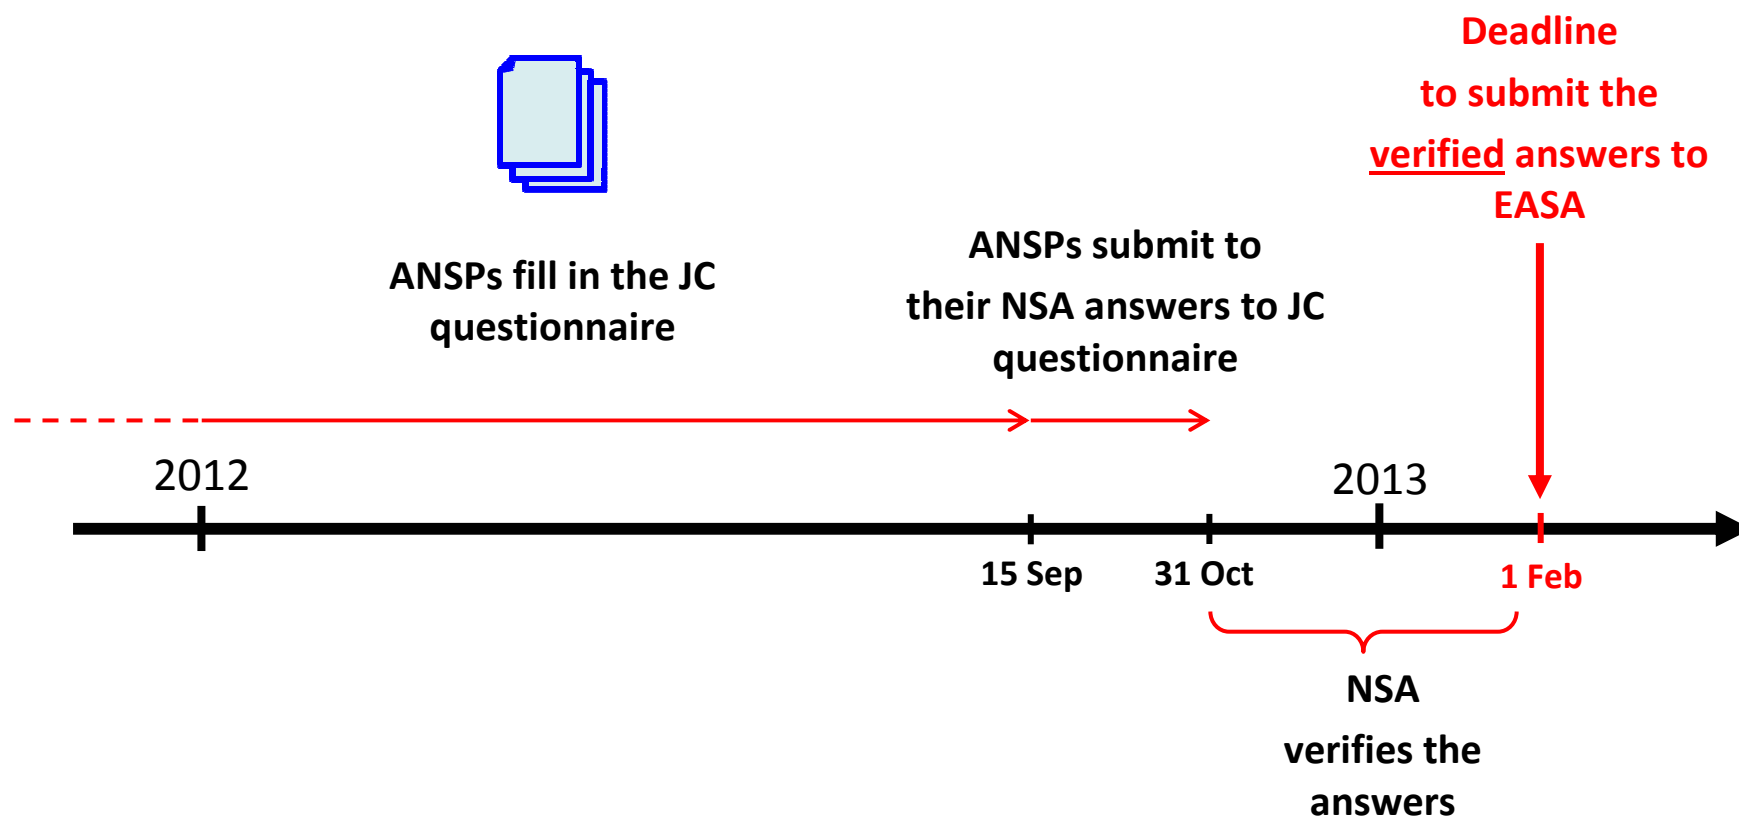 Deadline
to submit the
verified answers to
EASA
ANSPs fill in the JC
questionnaire
ANSPs submit to
their NSA answers to JC
questionnaire
2012
2013
15 Sep
31 Oct
1 Feb
NSA
verifies the
answers